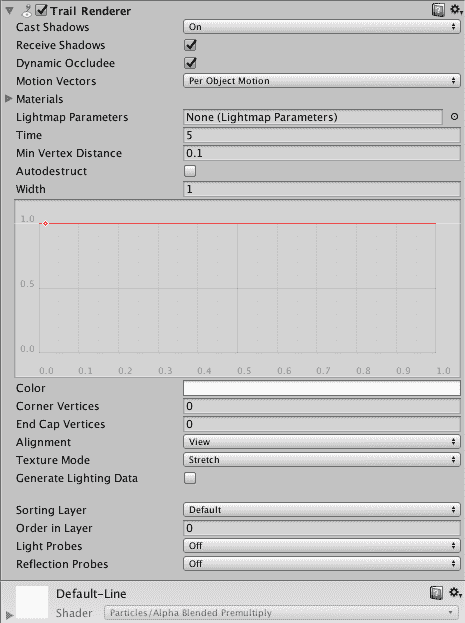 Trail Renderer
Cast Shadows On
Receive Shadows
Dynamic Occludee
Motion Vectors Per Object Motion
Materials
Lightmap Parameters None (Lightmap Parameters)
Time 5
Min Vertex Distance 0.1
Autodestruct
Width 1
1.0
0.5
0.0
0.0 0.1 0.2 0.3 0.4 0.5 0.6 0.7 0.8 0.9 1.0
Color
Corner Vertices 0
End Cap Vertices 0
Alignment View
Texture Mode Stretch
Generate Lighting Data
Sorting Layer Default
Order in Layer 0
Light Probes Off
Reflection Probes Off
Default-Line
Shader Particles/Alpha Blended Premultiply